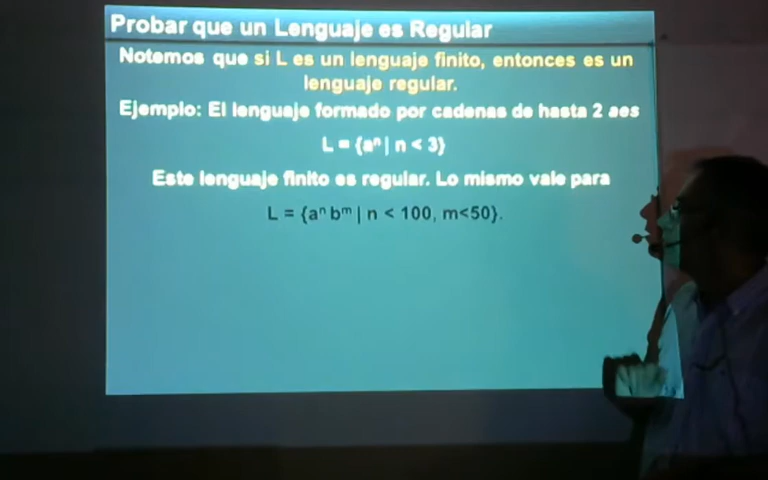 Probar que un Lenguaje es Regular
Notemos que si L es un lenguaje finito, entonces es un
lenguaje regular.
Ejemplo: El lenguaje formado por cadenas de hasta 2 aes
L = {aⁿ | n < 3}
Este lenguaje finito es regular. Lo mismo vale para
L = {aⁿ bᵐ | n < 100, m<50}.